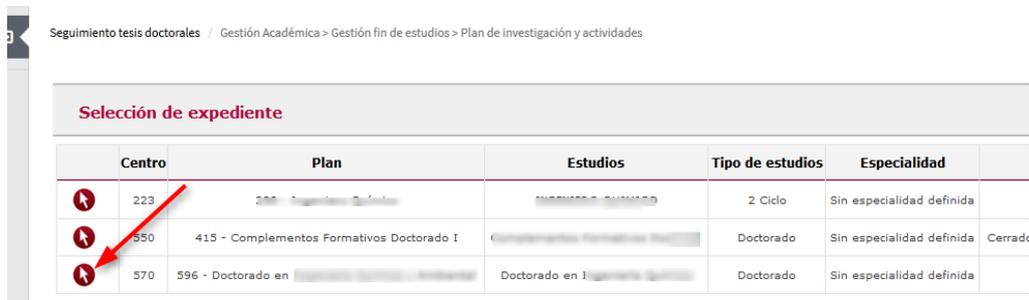 Seguimiento tesis doctorales / Gestión Académica > Gestión fin de estudios > Plan de investigación y actividades
Selección de expediente
Centro Plan Estudios Tipo de estudios Especialidad
223 2 Ciclo Sin especialidad definida
550 415 - Complementos Formativos Doctorado I Doctorado Sin especialidad definida Cerrado
570 596 - Doctorado en Doctorado en Doctorado Sin especialidad definida